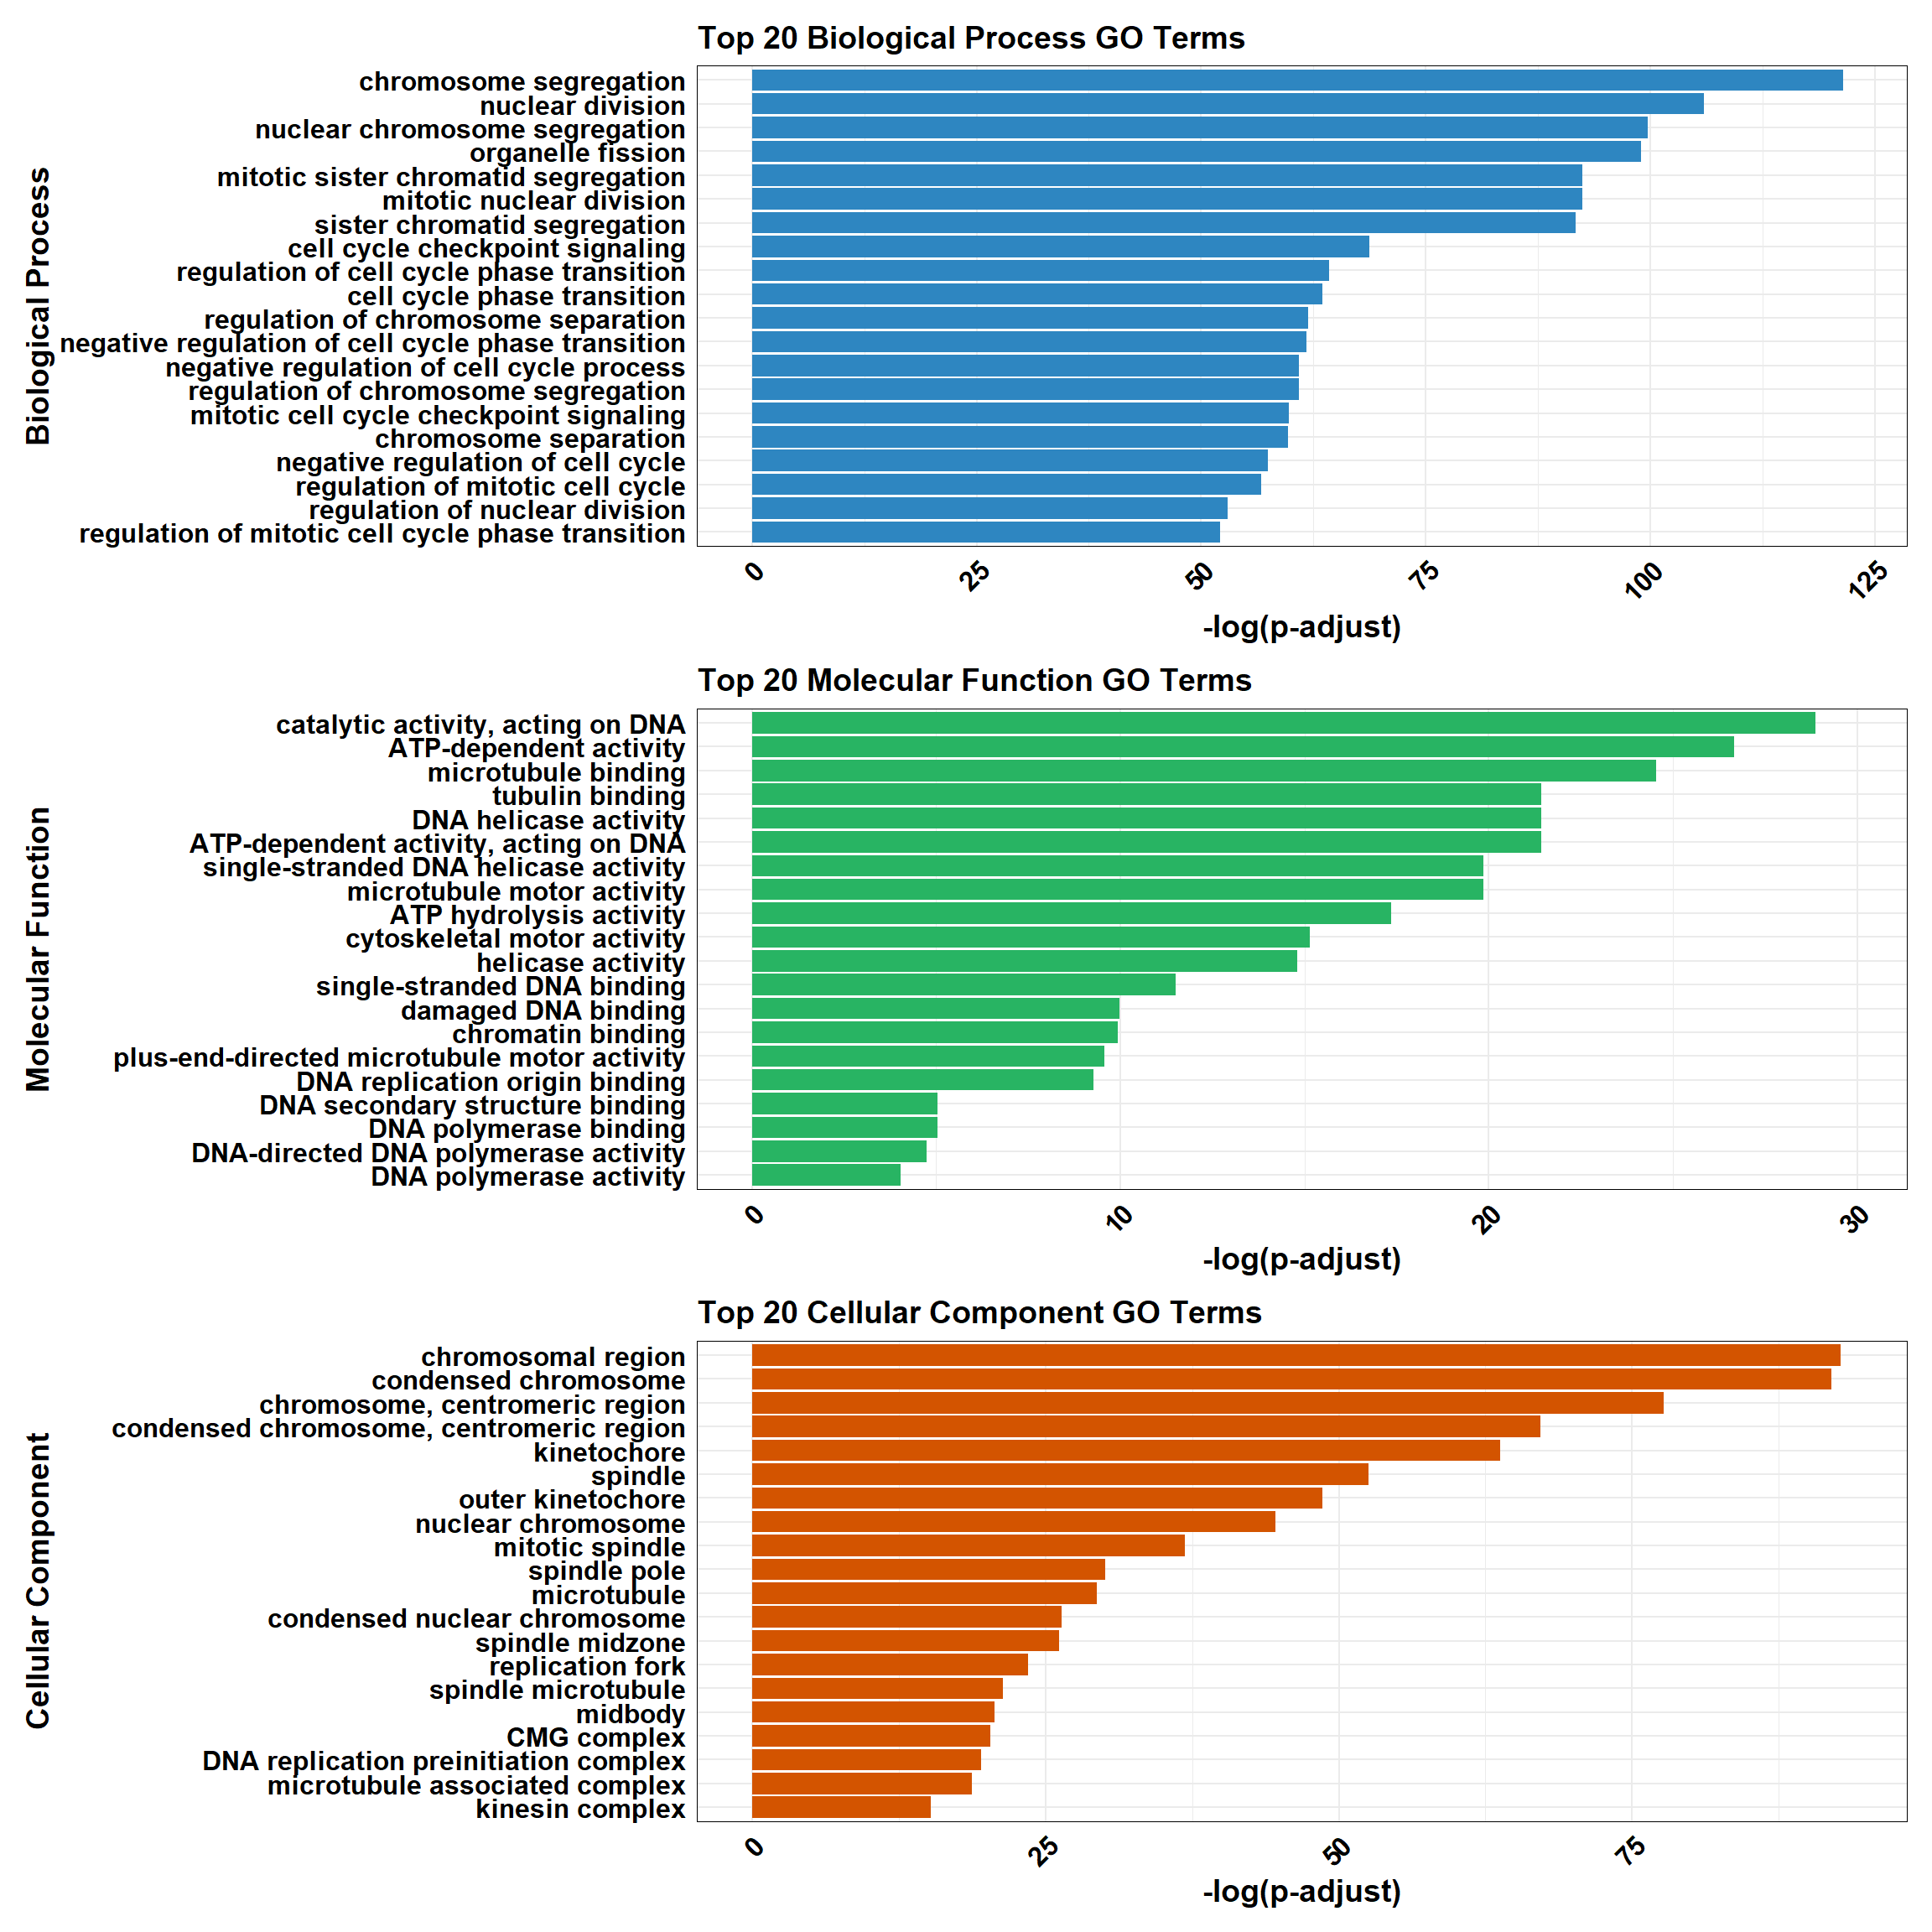 Top 20 Biological Process GO Terms
Biological Process
chromosome segregation
nuclear division
nuclear chromosome segregation
organelle fission
mitotic sister chromatid segregation
mitotic nuclear division
sister chromatid segregation
cell cycle checkpoint signaling
regulation of cell cycle phase transition
cell cycle phase transition
regulation of chromosome separation
negative regulation of cell cycle phase transition
negative regulation of cell cycle process
regulation of chromosome segregation
mitotic cell cycle checkpoint signaling
chromosome separation
negative regulation of cell cycle
regulation of mitotic cell cycle
regulation of nuclear division
regulation of mitotic cell cycle phase transition
0 25 50 75 100 125
-log(p-adjust)
Top 20 Molecular Function GO Terms
Molecular Function
catalytic activity, acting on DNA
ATP-dependent activity
microtubule binding
tubulin binding
DNA helicase activity
ATP-dependent activity, acting on DNA
single-stranded DNA helicase activity
microtubule motor activity
ATP hydrolysis activity
cytoskeletal motor activity
helicase activity
single-stranded DNA binding
damaged DNA binding
chromatin binding
plus-end-directed microtubule motor activity
DNA replication origin binding
DNA secondary structure binding
DNA polymerase binding
DNA-directed DNA polymerase activity
DNA polymerase activity
0 10 20 30
-log(p-adjust)
Top 20 Cellular Component GO Terms
Cellular Component
chromosomal region
condensed chromosome
chromosome, centromeric region
condensed chromosome, centromeric region
kinetochore
spindle
outer kinetochore
nuclear chromosome
mitotic spindle
spindle pole
microtubule
condensed nuclear chromosome
spindle midzone
replication fork
spindle microtubule
midbody
CMG complex
DNA replication preinitiation complex
microtubule associated complex
kinesin complex
0 25 50 75
-log(p-adjust)